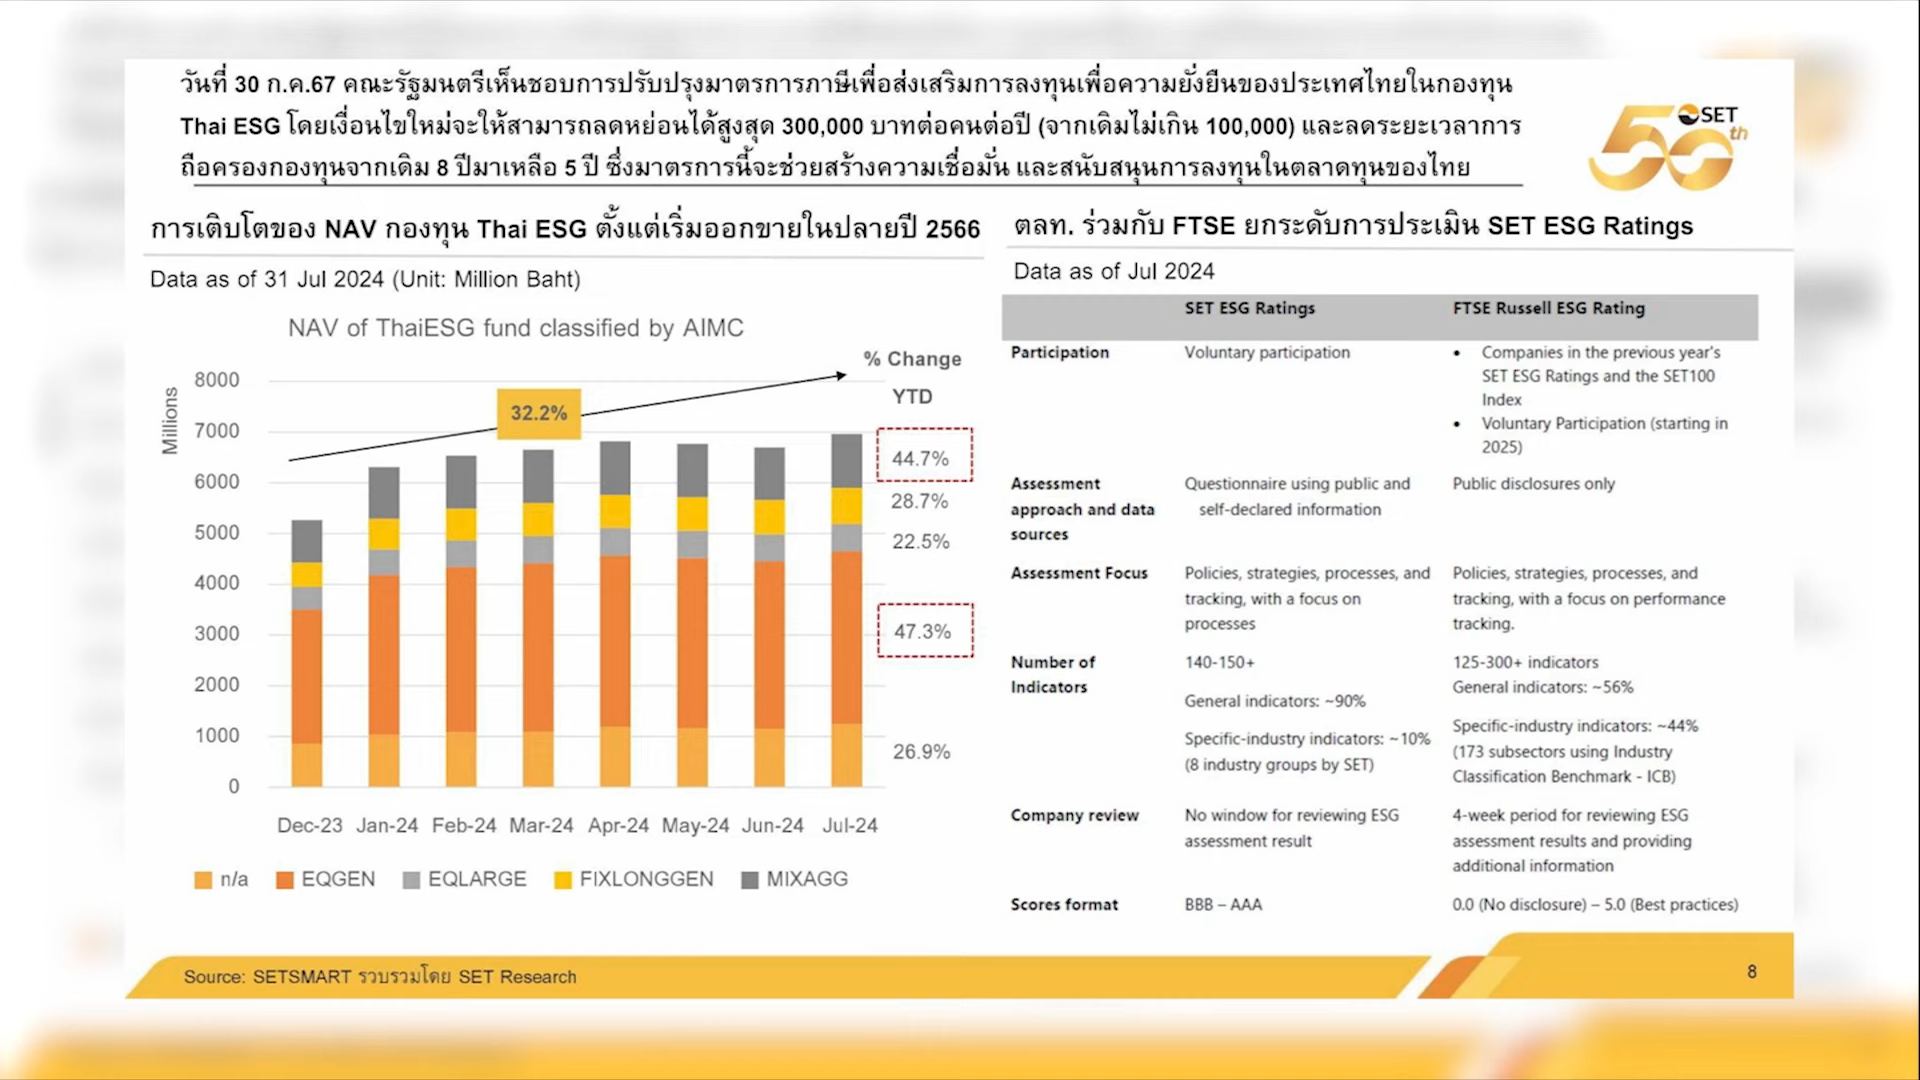 วันที่ 30 ก.ค.67 คณะรัฐมนตรีเห็นชอบการปรับปรุงมาตรการภาษีเพื่อส่งเสริมการลงทุนเพื่อความยั่งยืนของประเทศไทยในกองทุน
Thai ESG โดยเงื่อนไขใหม่จะให้สามารถลดหย่อนได้สูงสุด 300,000 บาทต่อคนต่อปี (จากเดิมไม่เกิน 100,000) และลดระยะเวลาการ
ถือครองกองทุนจากเดิม 8 ปีมาเหลือ 5 ปี ซึ่งมาตรการนี้จะช่วยสร้างความเชื่อมั่น และสนับสนุนการลงทุนในตลาดทุนของไทย
50th SET
การเติบโตของ NAV กองทุน Thai ESG ตั้งแต่เริ่มออกขายในปลายปี 2566
Data as of 31 Jul 2024 (Unit: Million Baht)
NAV of ThaiESG fund classified by AIMC
% Change
YTD
Millions
8000
7000
6000
5000
4000
3000
2000
1000
0
32.2%
44.7%
28.7%
22.5%
47.3%
26.9%
Dec-23 Jan-24 Feb-24 Mar-24 Apr-24 May-24 Jun-24 Jul-24
n/a EQGEN EQLARGE FIXLONGGEN MIXAGG
ตลท. ร่วมกับ FTSE ยกระดับการประเมิน SET ESG Ratings
Data as of Jul 2024
SET ESG Ratings FTSE Russell ESG Rating
Participation
Voluntary participation
• Companies in the previous year's
SET ESG Ratings and the SET100
Index
• Voluntary Participation (starting in
2025)
Assessment
approach and data
sources
Questionnaire using public and
self-declared information
Public disclosures only
Assessment Focus
Policies, strategies, processes, and
tracking, with a focus on
processes
Policies, strategies, processes, and
tracking, with a focus on performance
tracking.
Number of
Indicators
140-150+
General indicators: ~90%
Specific-industry indicators: ~10%
(8 industry groups by SET)
125-300+ indicators
General indicators: ~56%
Specific-industry indicators: ~44%
(173 subsectors using Industry
Classification Benchmark - ICB)
Company review
No window for reviewing ESG
assessment result
4-week period for reviewing ESG
assessment results and providing
additional information
Scores format
BBB – AAA
0.0 (No disclosure) – 5.0 (Best practices)
Source: SETSMART รวบรวมโดย SET Research
8